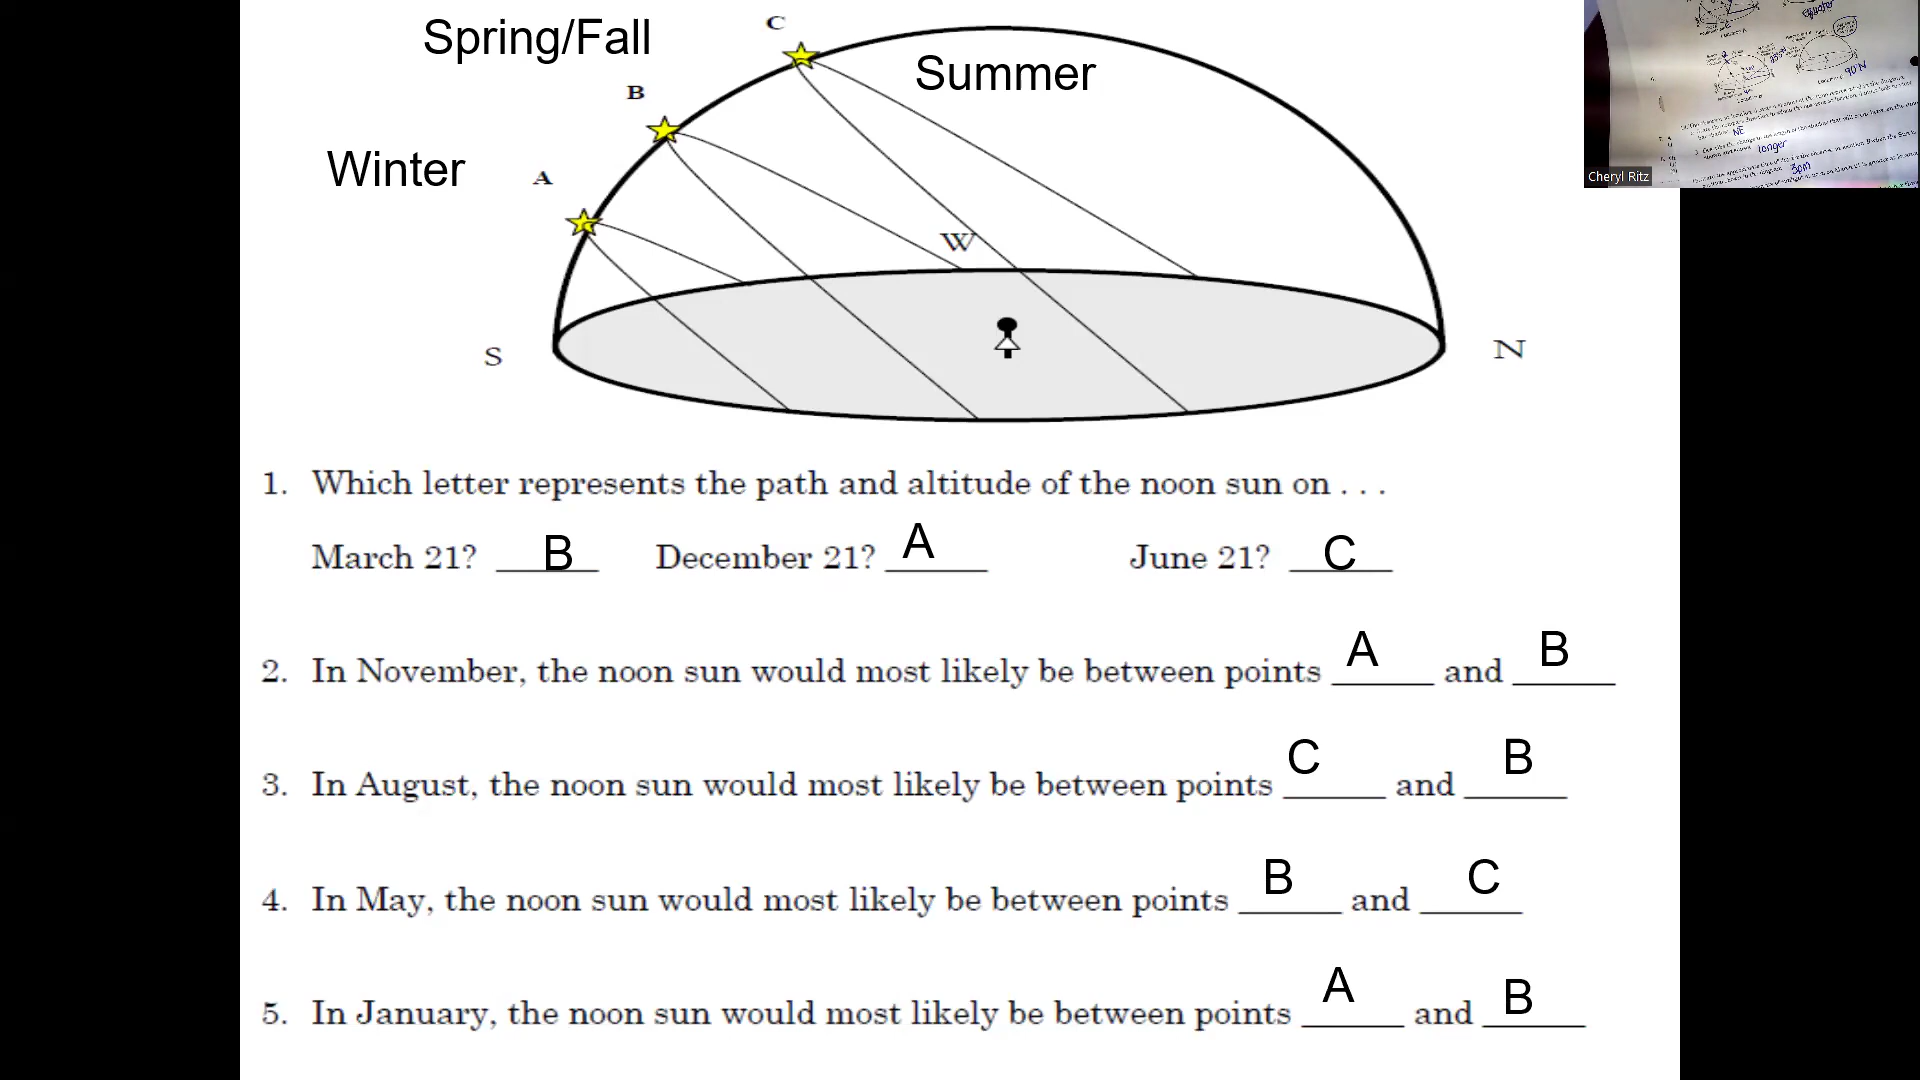 Spring/Fall
C
Summer
B
Winter
A
W
S
N
1. Which letter represents the path and altitude of the noon sun on . . .
March 21? B December 21? A June 21? C
2. In November, the noon sun would most likely be between points A and B
3. In August, the noon sun would most likely be between points C and B
4. In May, the noon sun would most likely be between points B and C
5. In January, the noon sun would most likely be between points A and B
90°N
NE
longer
3pm
Cheryl Ritz